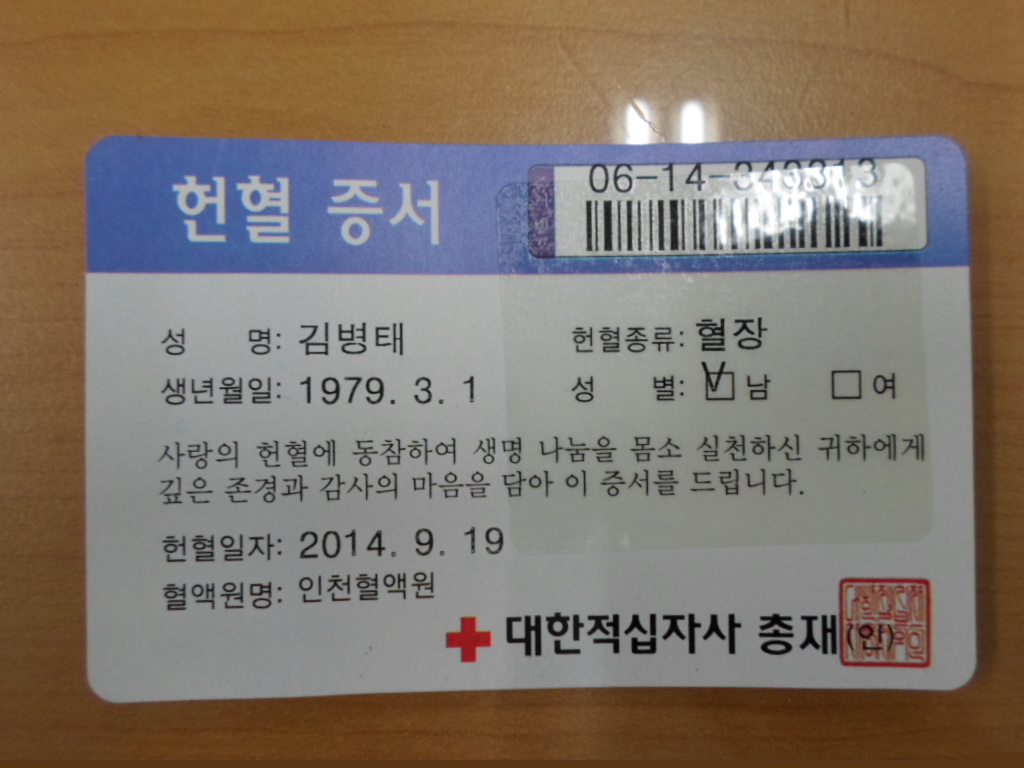 헌혈 증서
06-14-349313
성 명: 김병태
헌혈종류: 혈장
생년월일: 1979. 3. 1
성 별: 남 여
사랑의 헌혈에 동참하여 생명 나눔을 몸소 실천하신 귀하에게
깊은 존경과 감사의 마음을 담아 이 증서를 드립니다.
헌혈일자: 2014. 9. 19
혈액원명: 인천혈액원
대한적십자사 총재(인)